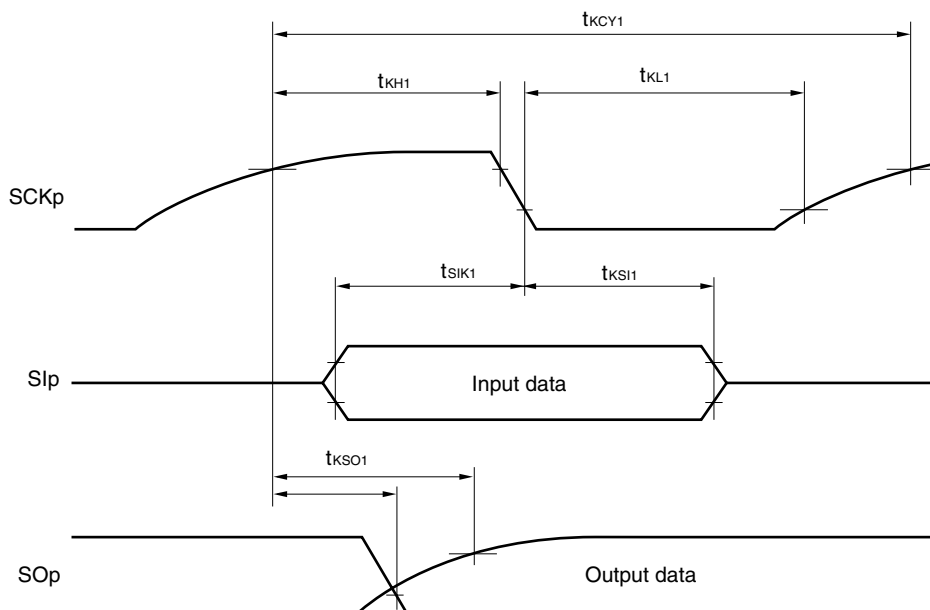 tKCY1
tKH1
tKL1
SCKp
tSIK1
tKSI1
SIp
Input data
tKSO1
SOp
Output data